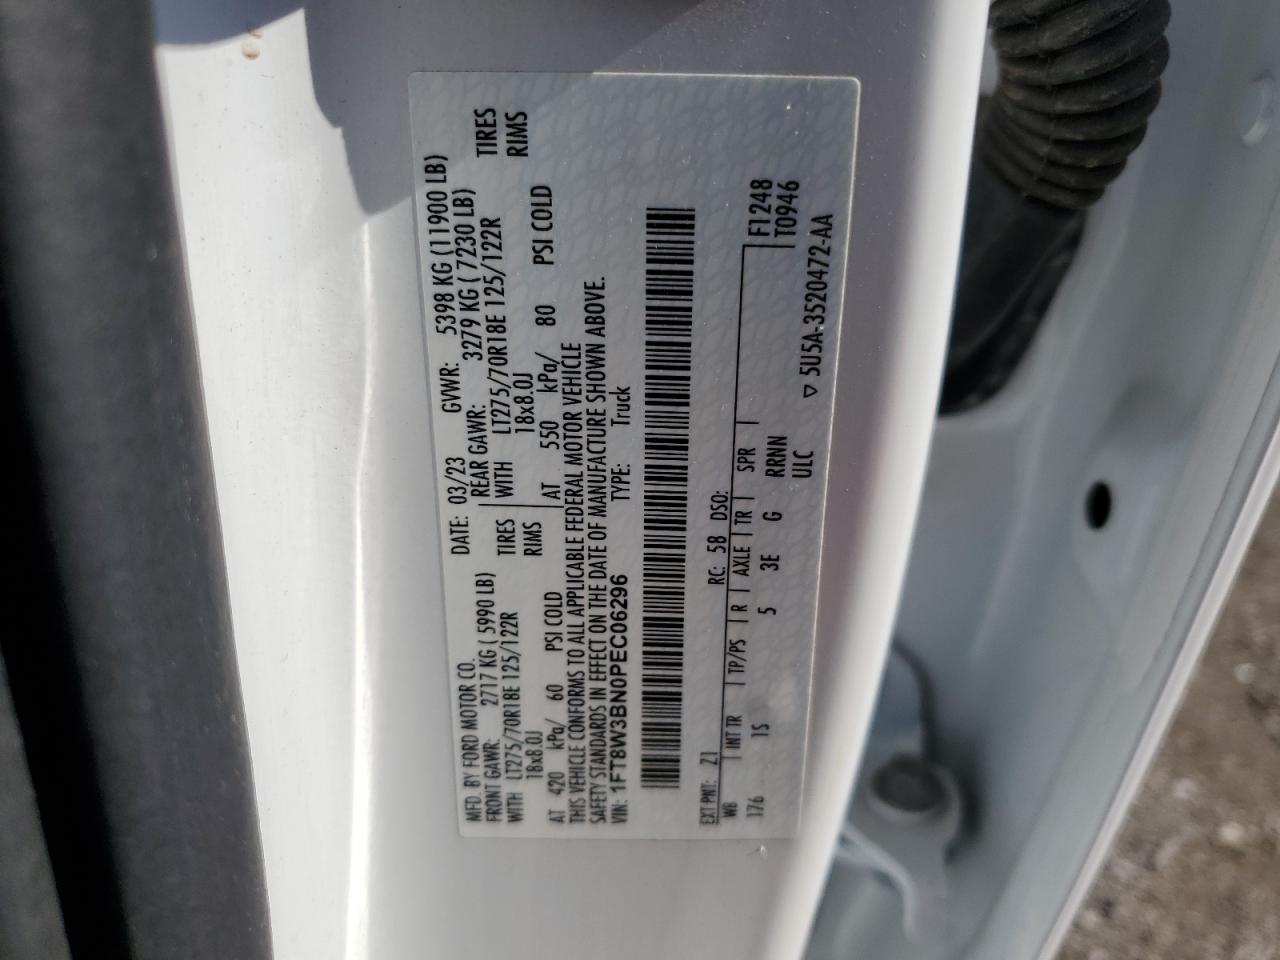 MFD. BY FORD MOTOR CO. DATE: 03/23 GVWR: 5398 KG (11900 LB)
FRONT GAWR: 2717 KG ( 5990 LB) REAR GAWR: 3279 KG ( 7230 LB)
WITH LT275/70R18E 125/122R TIRES WITH LT275/70R18E 125/122R TIRES
18x8.0J RIMS 18x8.0J RIMS
AT 420 kPa/ 60 PSI COLD AT 550 kPa/ 80 PSI COLD
THIS VEHICLE CONFORMS TO ALL APPLICABLE FEDERAL MOTOR VEHICLE
SAFETY STANDARDS IN EFFECT ON THE DATE OF MANUFACTURE SHOWN ABOVE.
VIN: 1FT8W3BN0PEC06296 TYPE: Truck
EXT PNT: Z1 RC: 58 DSO:
WB INT TR TP/PS R AXLE TR SPR F1248
176 1S 5 3E G RRNN T0946
ULC ▽ 5U5A-3520472-AA